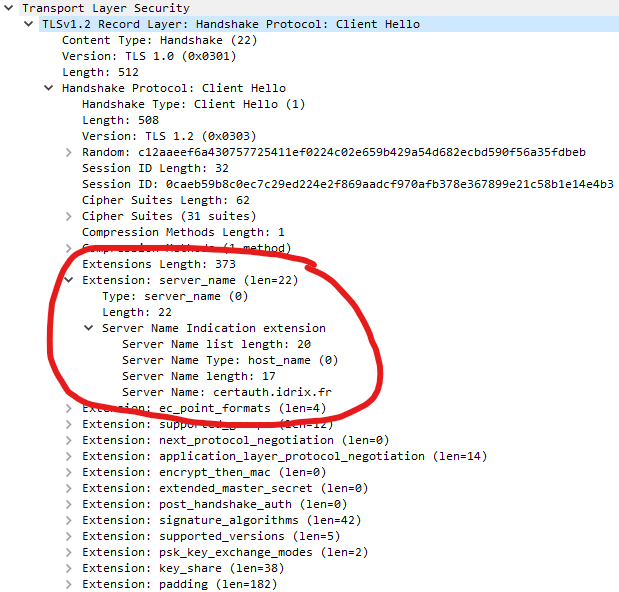 Transport Layer Security
TLSv1.2 Record Layer: Handshake Protocol: Client Hello
Content Type: Handshake (22)
Version: TLS 1.0 (0x0301)
Length: 512
Handshake Protocol: Client Hello
Handshake Type: Client Hello (1)
Length: 508
Version: TLS 1.2 (0x0303)
Random: c12aaeef6a430757725411ef0224c02e659b429a54d682ecbd590f56a35fdbeb
Session ID Length: 32
Session ID: 0caeb59b8c0ec7c29ed224e2f869aadcf970afb378e367899e21c58b1e14e4b3
Cipher Suites Length: 62
Cipher Suites (31 suites)
Compression Methods Length: 1
Compression Methods (1 method)
Extensions Length: 373
Extension: server_name (len=22)
Type: server_name (0)
Length: 22
Server Name Indication extension
Server Name list length: 20
Server Name Type: host_name (0)
Server Name length: 17
Server Name: certauth.idrix.fr
Extension: ec_point_formats (len=4)
Extension: supported_groups (len=12)
Extension: next_protocol_negotiation (len=0)
Extension: application_layer_protocol_negotiation (len=14)
Extension: encrypt_then_mac (len=0)
Extension: extended_master_secret (len=0)
Extension: post_handshake_auth (len=0)
Extension: signature_algorithms (len=42)
Extension: supported_versions (len=5)
Extension: psk_key_exchange_modes (len=2)
Extension: key_share (len=38)
Extension: padding (len=182)